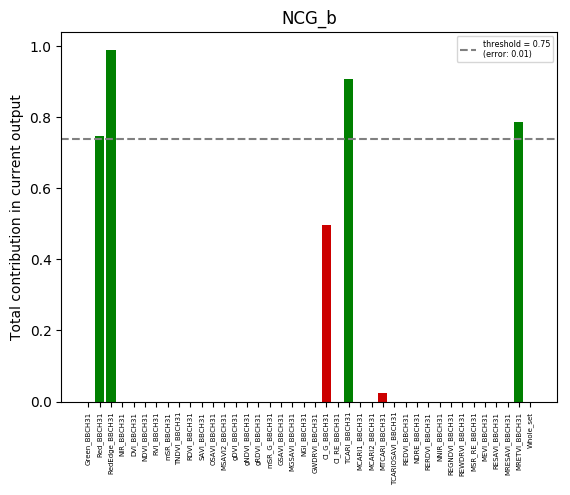 NCG_b
threshold = 0.75
(error: 0.01)
Total contribution in current output
1.0
0.8
0.6
0.4
0.2
0.0
Green_BBCH31
Red_BBCH31
RedEdge_BBCH31
NIR_BBCH31
DVI_BBCH31
NDVI_BBCH31
RVI_BBCH31
mSR_BBCH31
TNDVI_BBCH31
RDVI_BBCH31
SAVI_BBCH31
OSAVI_BBCH31
MSAVI2_BBCH31
gDVI_BBCH31
gNDVI_BBCH31
gRDVI_BBCH31
mSR_G_BBCH31
GSAVI_BBCH31
MGSAVI_BBCH31
NGI_BBCH31
GWDRVI_BBCH31
CI_G_BBCH31
CI_RE_BBCH31
TCARI_BBCH31
MCARI1_BBCH31
MCARI2_BBCH31
MTCARI_BBCH31
TCARIOSAVI_BBCH31
REDVI_BBCH31
NDRE_BBCH31
RERDVI_BBCH31
NNIR_BBCH31
REGNDVI_BBCH31
REWDRVI_BBCH31
MSR_RE_BBCH31
MEVI_BBCH31
RESAVI_BBCH31
MRESAVI_BBCH31
MRETVI_BBCH31
whole_set